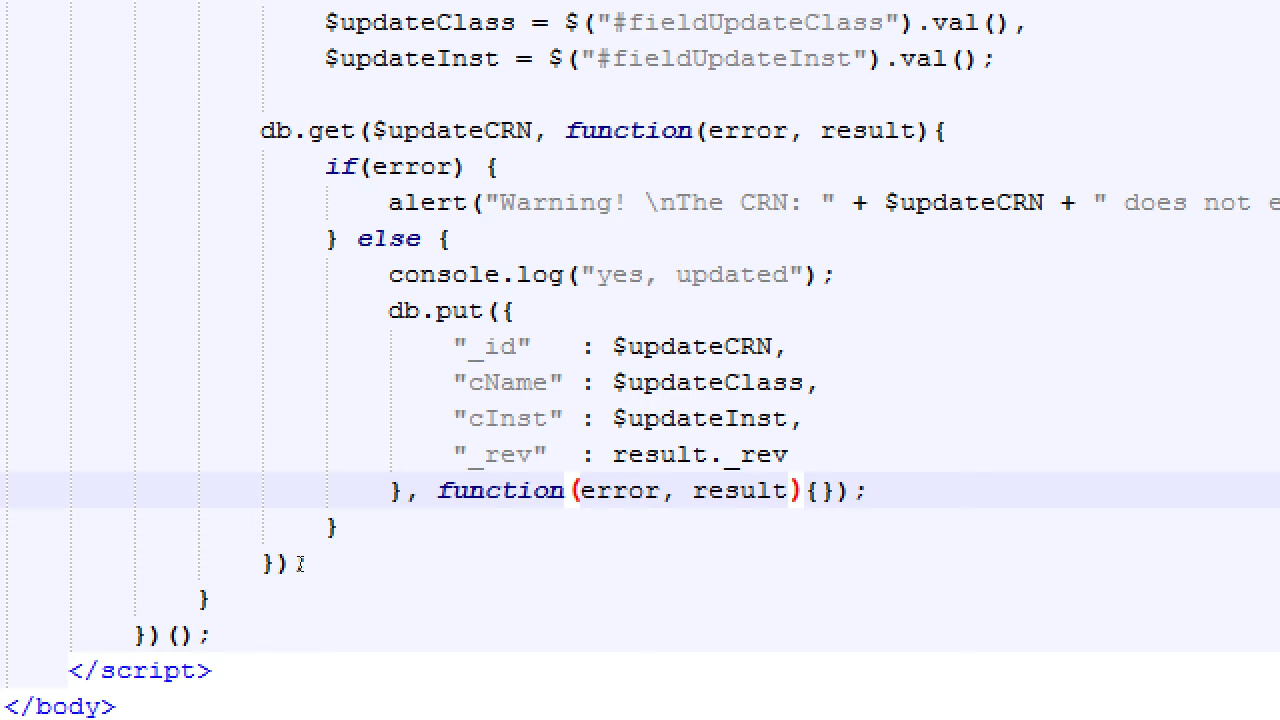 $updateClass = $("#fieldUpdateClass").val(),
$updateInst = $("#fieldUpdateInst").val();
db.get($updateCRN, function(error, result){
if(error) {
alert("Warning! \nThe CRN: " + $updateCRN + " does not
} else {
console.log("yes, updated");
db.put({
"_id" : $updateCRN,
"cName" : $updateClass,
"cInst" : $updateInst,
"_rev" : result._rev
}, function(error, result){});
}
});
}
})();
</script>
</body>